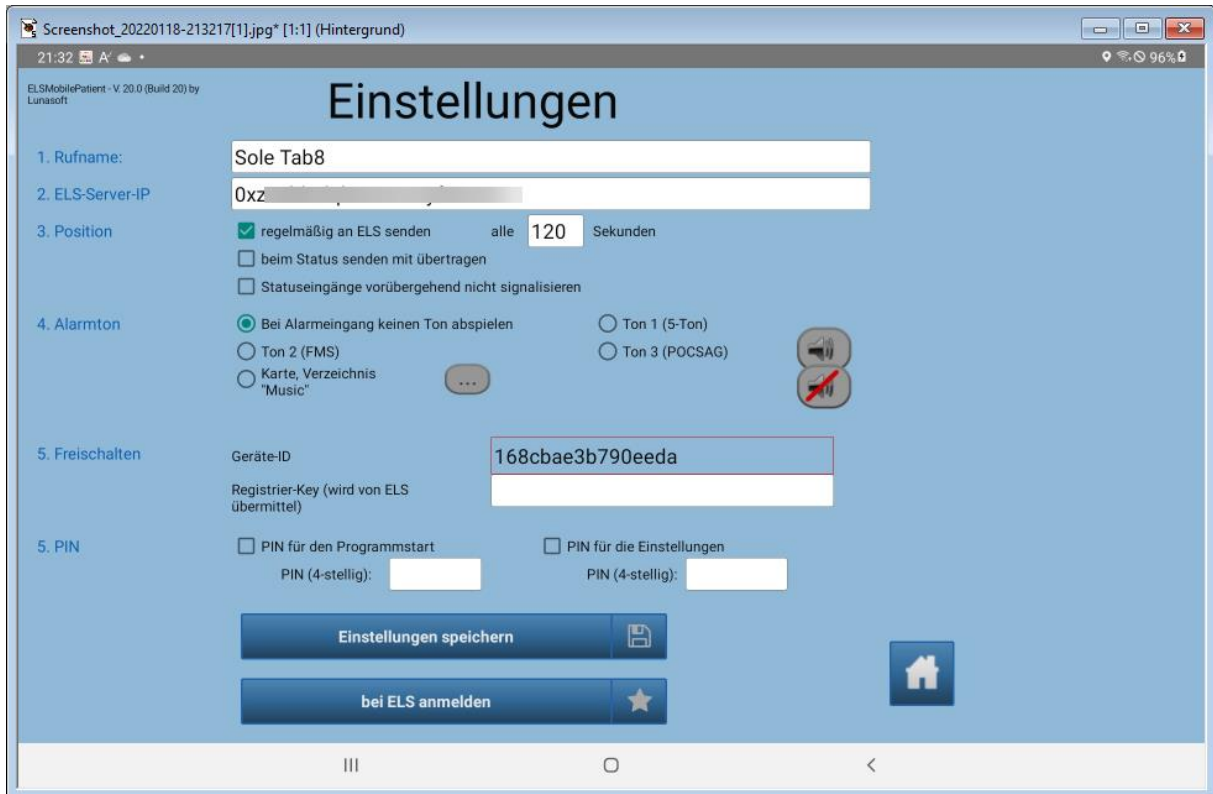 Screenshot_20220118-213217[1].jpg* [1:1] (Hintergrund)
21:32
96%
ELSMobilePatient - V. 20.0 (Build 20) by
Lunasoft
Einstellungen
1. Rufname:
Sole Tab8
2. ELS-Server-IP
0xz
3. Position
regelmäßig an ELS senden alle 120 Sekunden
beim Status senden mit übertragen
Statuseingänge vorübergehend nicht signalisieren
4. Alarmton
Bei Alarmeingang keinen Ton abspielen
Ton 1 (5-Ton)
Ton 2 (FMS)
Ton 3 (POCSAG)
Karte, Verzeichnis
"Music"
...
5. Freischalten
Geräte-ID
168cbae3b790eeda
Registrier-Key (wird von ELS
übermittel)
5. PIN
PIN für den Programmstart
PIN für die Einstellungen
PIN (4-stellig):
PIN (4-stellig):
Einstellungen speichern
bei ELS anmelden